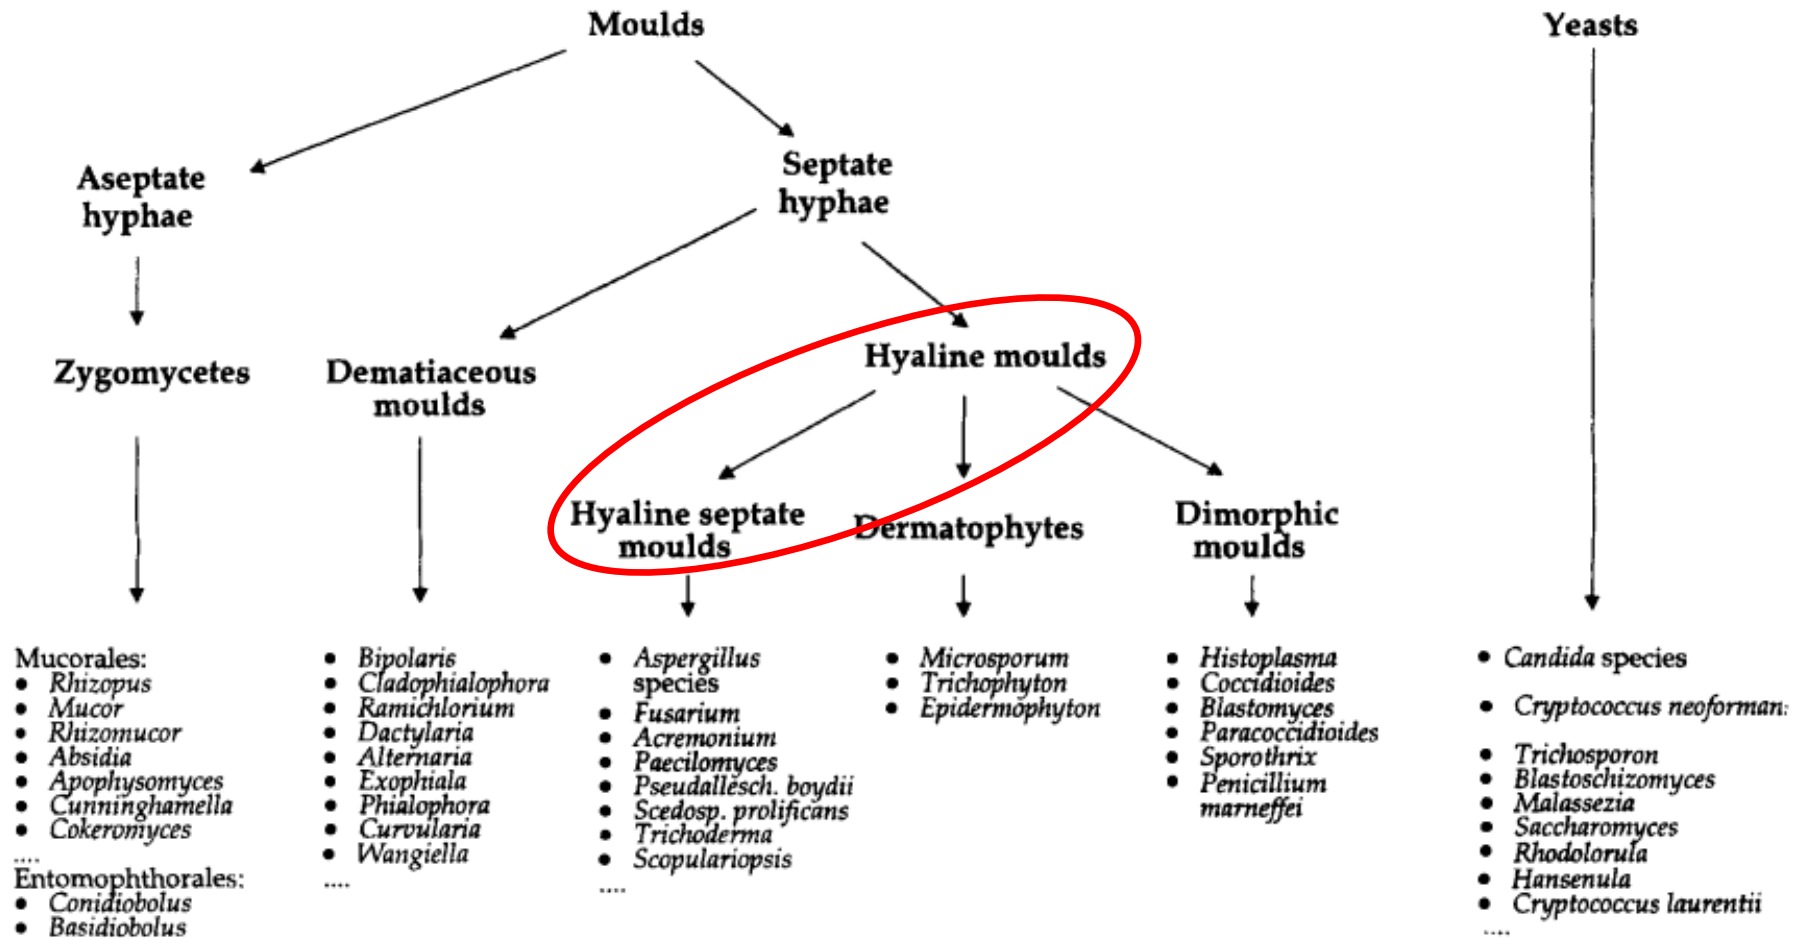 Moulds
Yeasts
Aseptate
hyphae
Septate
hyphae
Zygomycetes
Dematiaceous
moulds
Hyaline moulds
Hyaline septate
moulds
Dermatophytes
Dimorphic
moulds
Mucorales:
• Rhizopus
• Mucor
• Rhizomucor
• Absidia
• Apophysomyces
• Cunninghamella
• Cokeromyces
....
Entomophthorales:
• Conidiobolus
• Basidiobolus
• Bipolaris
• Cladophialophora
• Ramichlorium
• Dactylaria
• Alternaria
• Exophiala
• Phialophora
• Curvularia
• Wangiella
....
• Aspergillus
species
• Fusarium
• Acremonium
• Paecilomyces
• Pseudallesch. boydii
• Scedosp. prolificans
• Trichoderma
• Scopulariopsis
....
• Microsporum
• Trichophyton
• Epidermophyton
• Histoplasma
• Coccidioides
• Blastomyces
• Paracoccidioides
• Sporothrix
• Penicillium
marneffei
• Candida species
• Cryptococcus neoforman:
• Trichosporon
• Blastoschizomyces
• Malassezia
• Saccharomyces
• Rhodolorula
• Hansenula
• Cryptococcus laurentii
....